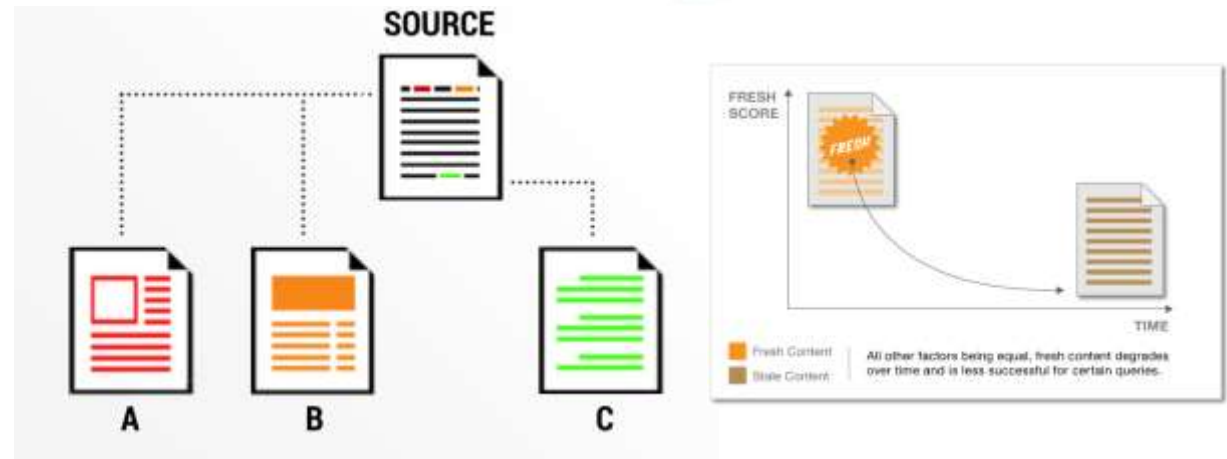 SOURCE
A
B
C
FRESH
SCORE
FRESH
TIME
Fresh Content
Stale Content
All other factors being equal, fresh content degrades
over time and is less successful for certain queries.